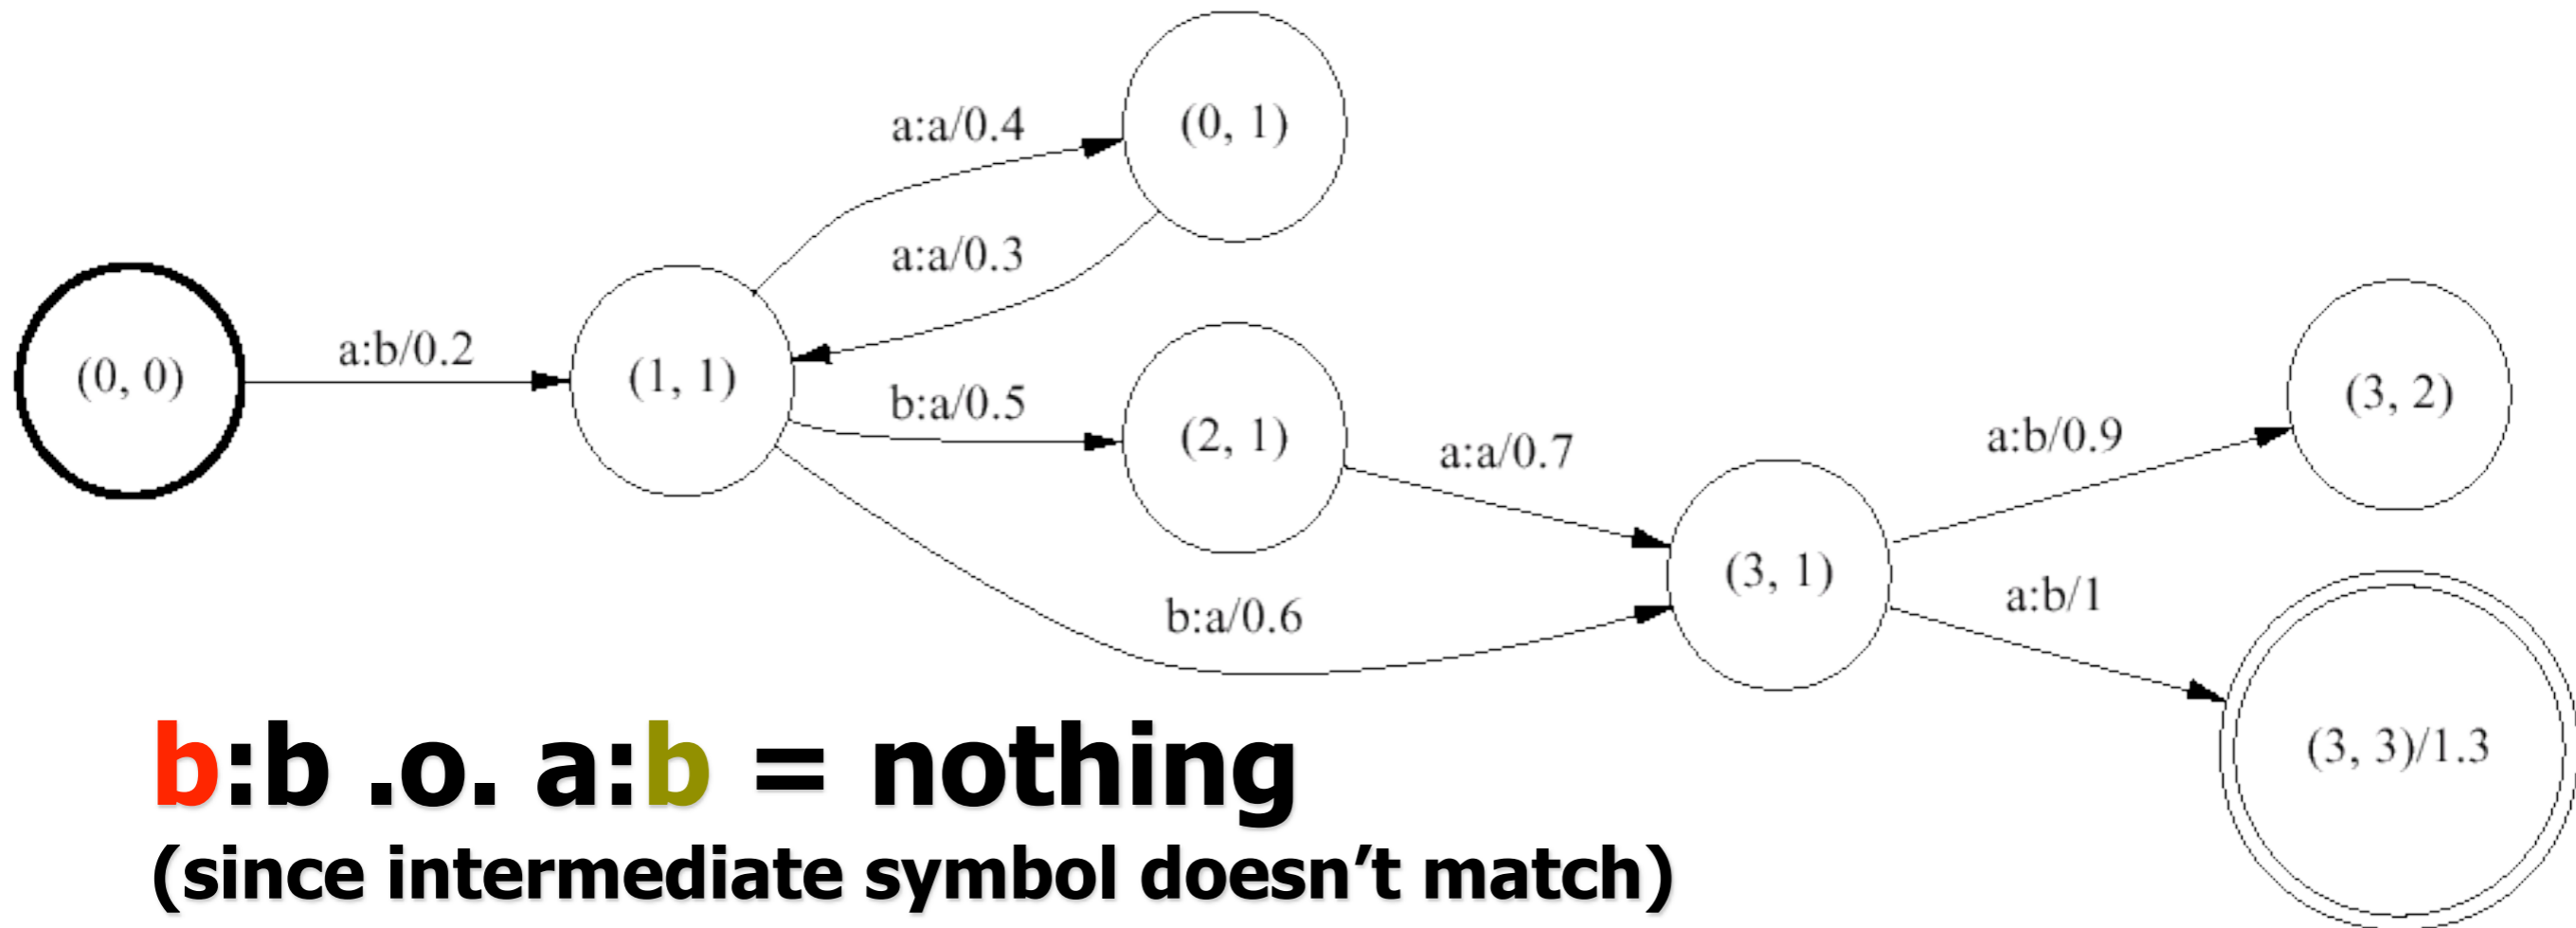 a:a/0.4
(0, 1)
a:a/0.3
(0, 0)
a:b/0.2
(1, 1)
b:a/0.5
(2, 1)
a:a/0.7
a:b/0.9
(3, 2)
(3, 1)
b:a/0.6
a:b/1
(3, 3)/1.3
b:b .o. a:b = nothing
(since intermediate symbol doesn’t match)